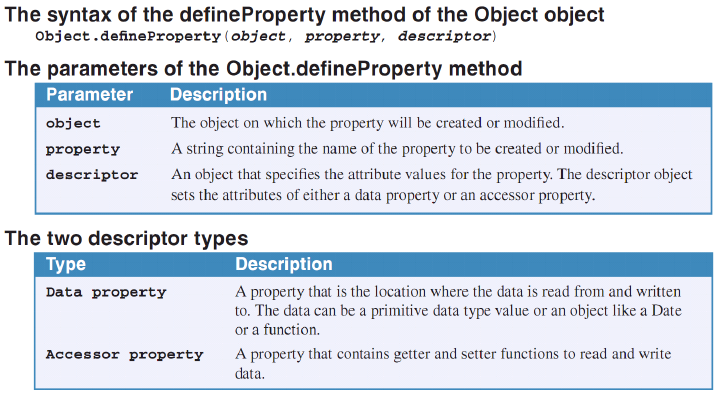 The syntax of the defineProperty method of the Object object
Object.defineProperty(object, property, descriptor)
The parameters of the Object.defineProperty method
Parameter Description
object The object on which the property will be created or modified.
property A string containing the name of the property to be created or modified.
descriptor An object that specifies the attribute values for the property. The descriptor object
sets the attributes of either a data property or an accessor property.
The two descriptor types
Type Description
Data property A property that is the location where the data is read from and written
to. The data can be a primitive data type value or an object like a Date
or a function.
Accessor property A property that contains getter and setter functions to read and write
data.